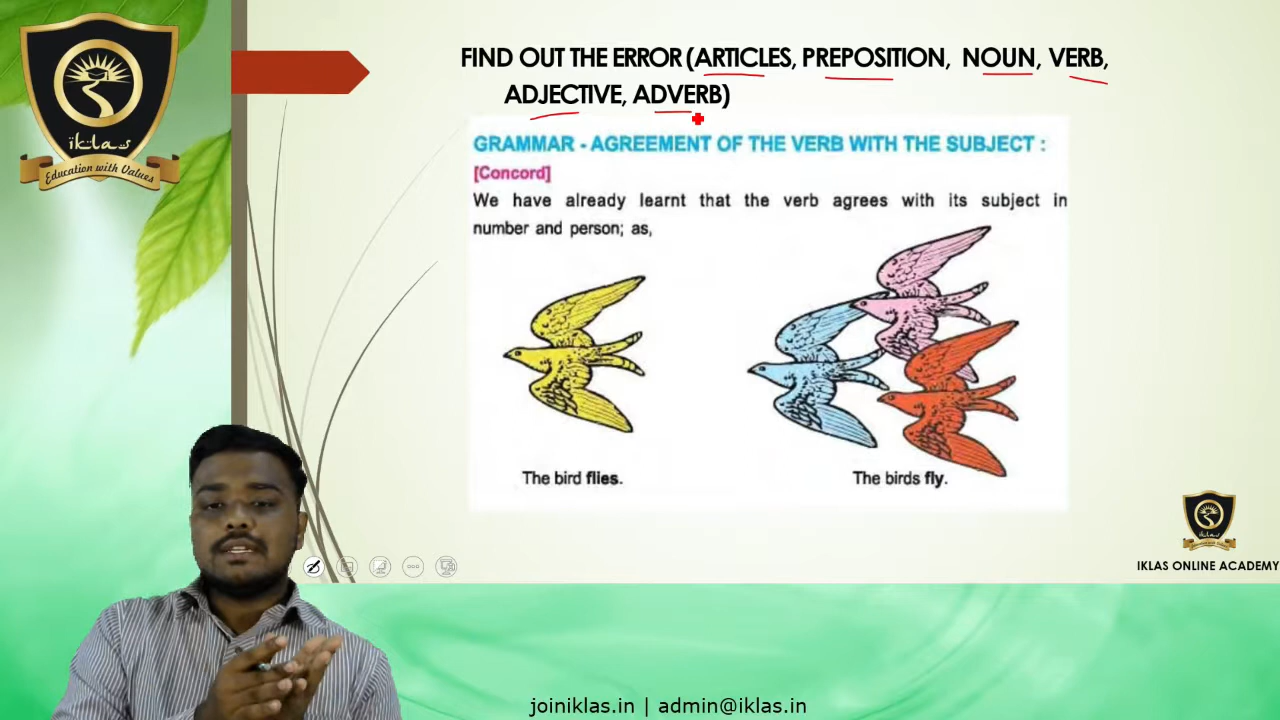 iklas
Education with Values
FIND OUT THE ERROR (ARTICLES, PREPOSITION, NOUN, VERB,
ADJECTIVE, ADVERB)
GRAMMAR - AGREEMENT OF THE VERB WITH THE SUBJECT :
[Concord]
We have already learnt that the verb agrees with its subject in
number and person; as,
The bird flies.
The birds fly.
IKLAS ONLINE ACADEMY
joiniklas.in | admin@iklas.in